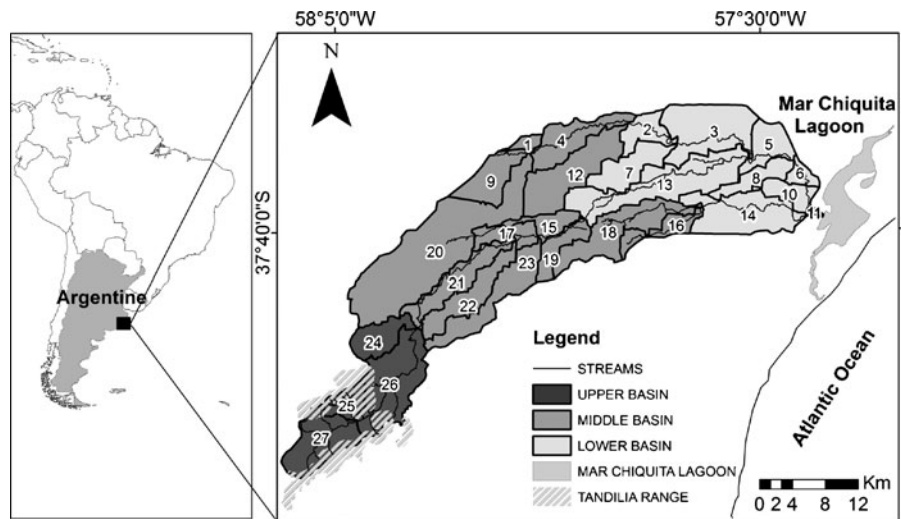 58°5'0"W
57°30'0"W
N
Mar Chiquita
Lagoon
37°40'0"S
Argentine
1
4
2
3
5
9
12
7
8
6
13
10
11
14
20
17
15
18
16
21
23
19
22
24
26
25
27
Atlantic Ocean
Legend
STREAMS
UPPER BASIN
MIDDLE BASIN
LOWER BASIN
MAR CHIQUITA LAGOON
TANDILIA RANGE
Km
0 2 4 8 12